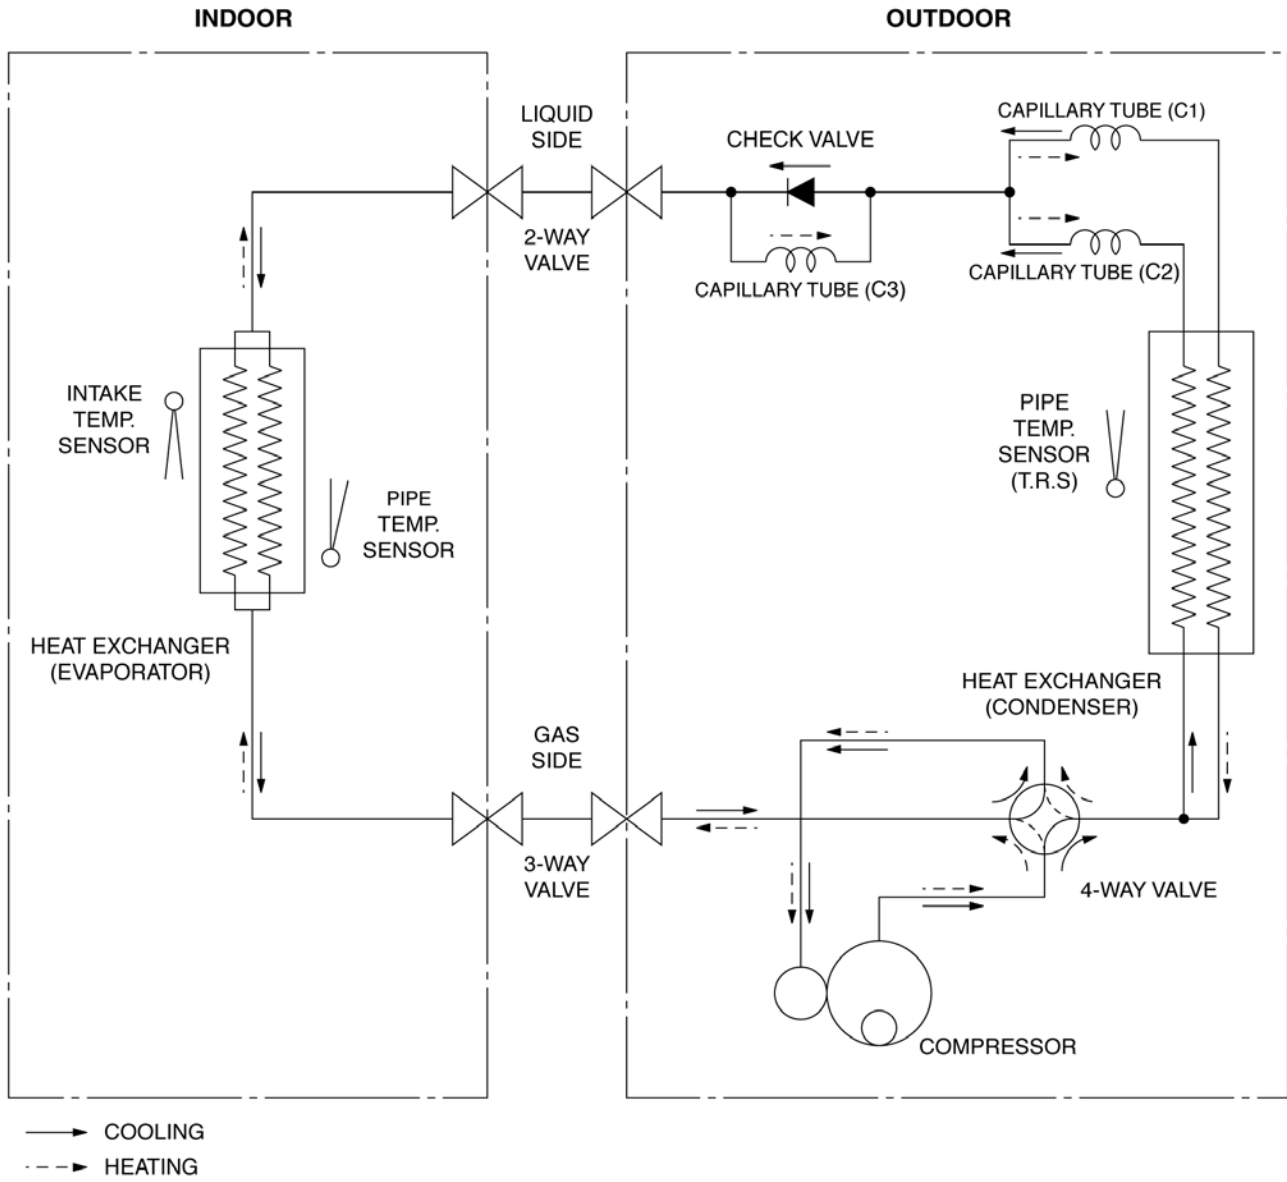 INDOOR
OUTDOOR
LIQUID
SIDE
CHECK VALVE
CAPILLARY TUBE (C1)
2-WAY
VALVE
CAPILLARY TUBE (C3)
CAPILLARY TUBE (C2)
INTAKE
TEMP.
SENSOR
PIPE
TEMP.
SENSOR
PIPE
TEMP.
SENSOR
(T.R.S)
HEAT EXCHANGER
(EVAPORATOR)
HEAT EXCHANGER
(CONDENSER)
GAS
SIDE
3-WAY
VALVE
4-WAY VALVE
COMPRESSOR
COOLING
HEATING